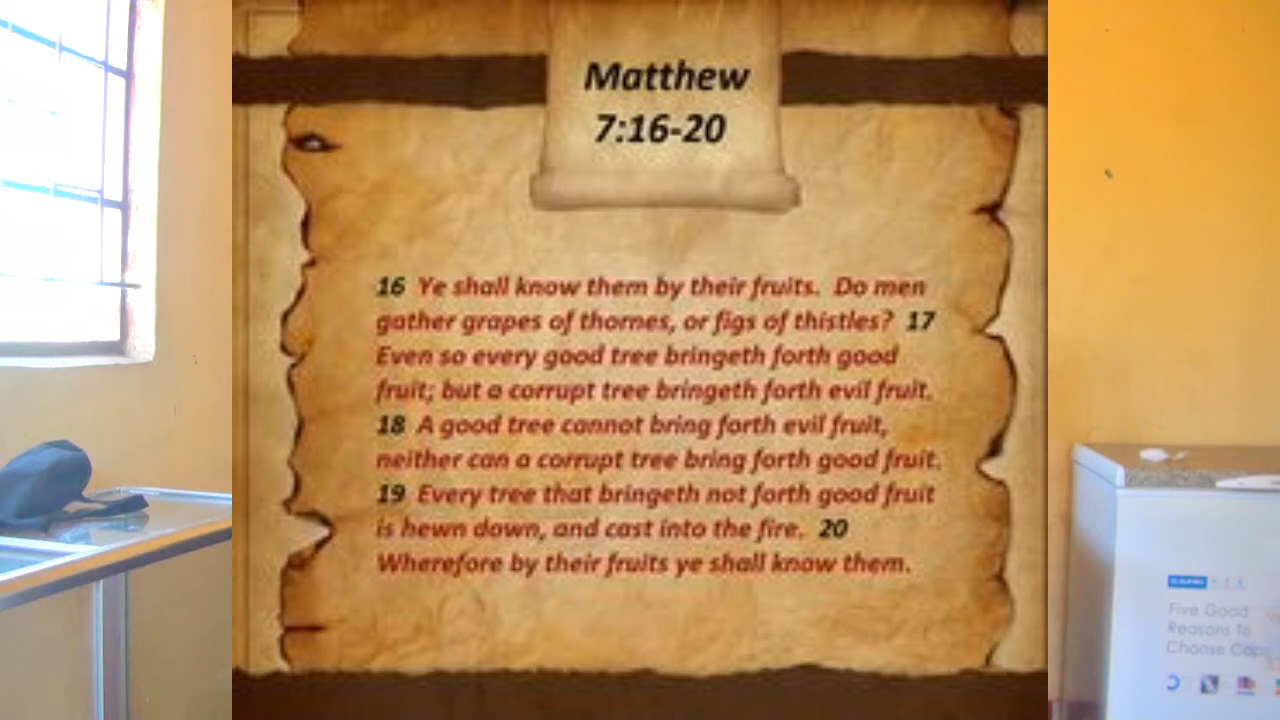 Matthew
7:16-20
16 Ye shall know them by their fruits. Do men
gather grapes of thornes, or figs of thistles? 17
Even so every good tree bringeth forth good
fruit; but a corrupt tree bringeth forth evil fruit.
18 A good tree cannot bring forth evil fruit,
neither can a corrupt tree bring forth good fruit.
19 Every tree that bringeth not forth good fruit
is hewn down, and cast into the fire. 20
Wherefore by their fruits ye shall know them.
Five Good
Reasons To
Choose